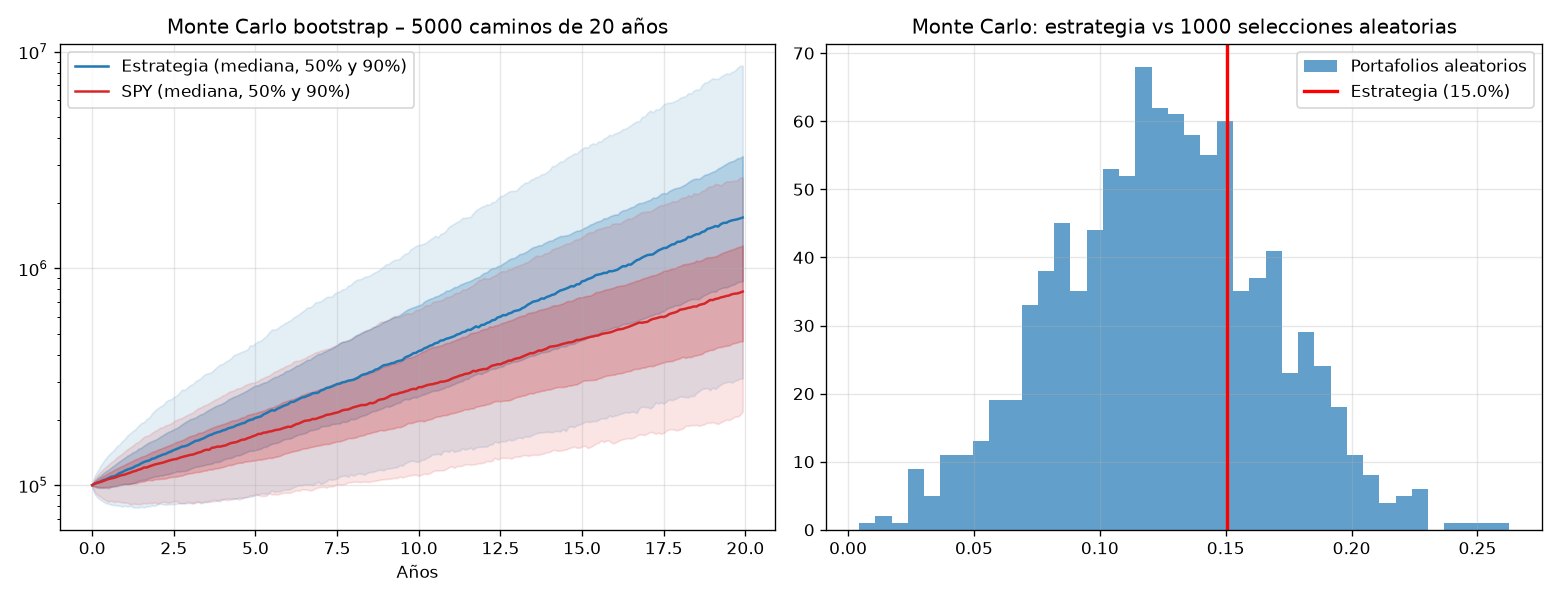 Monte Carlo bootstrap – 5000 caminos de 20 años
10^7
10^6
10^5
Estrategia (mediana, 50% y 90%)
SPY (mediana, 50% y 90%)
0.0 2.5 5.0 7.5 10.0 12.5 15.0 17.5 20.0
Años
Monte Carlo: estrategia vs 1000 selecciones aleatorias
70
60
50
40
30
20
10
0
Portafolios aleatorios
Estrategia (15.0%)
0.00 0.05 0.10 0.15 0.20 0.25